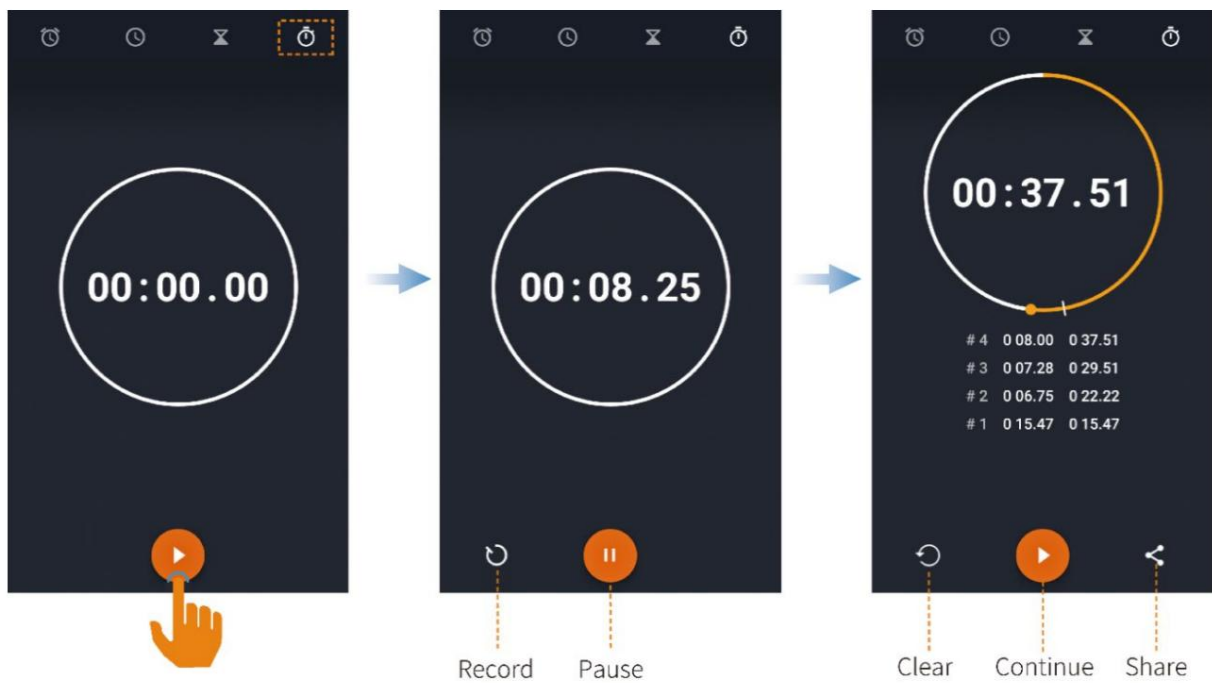 00:00.00
00:08.25
Record Pause
00:37.51
# 4 0 08.00 0 37.51
# 3 0 07.28 0 29.51
# 2 0 06.75 0 22.22
# 1 0 15.47 0 15.47
Clear Continue Share